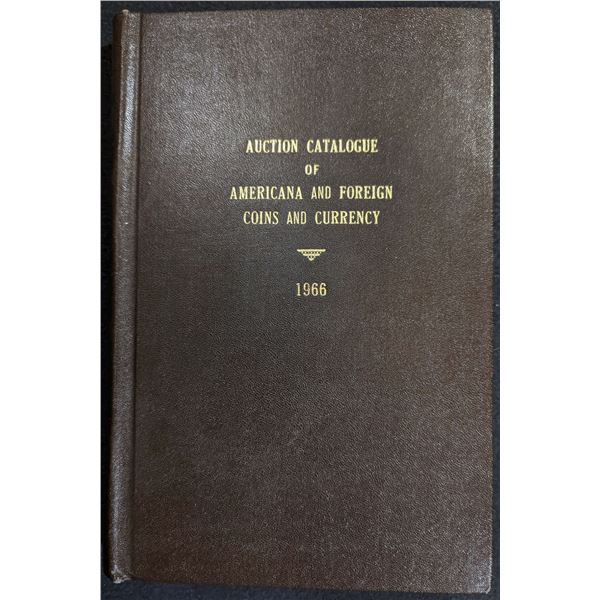 AUCTION CATALOGUE
OF
AMERICANA AND FOREIGN
COINS AND CURRENCY
1966